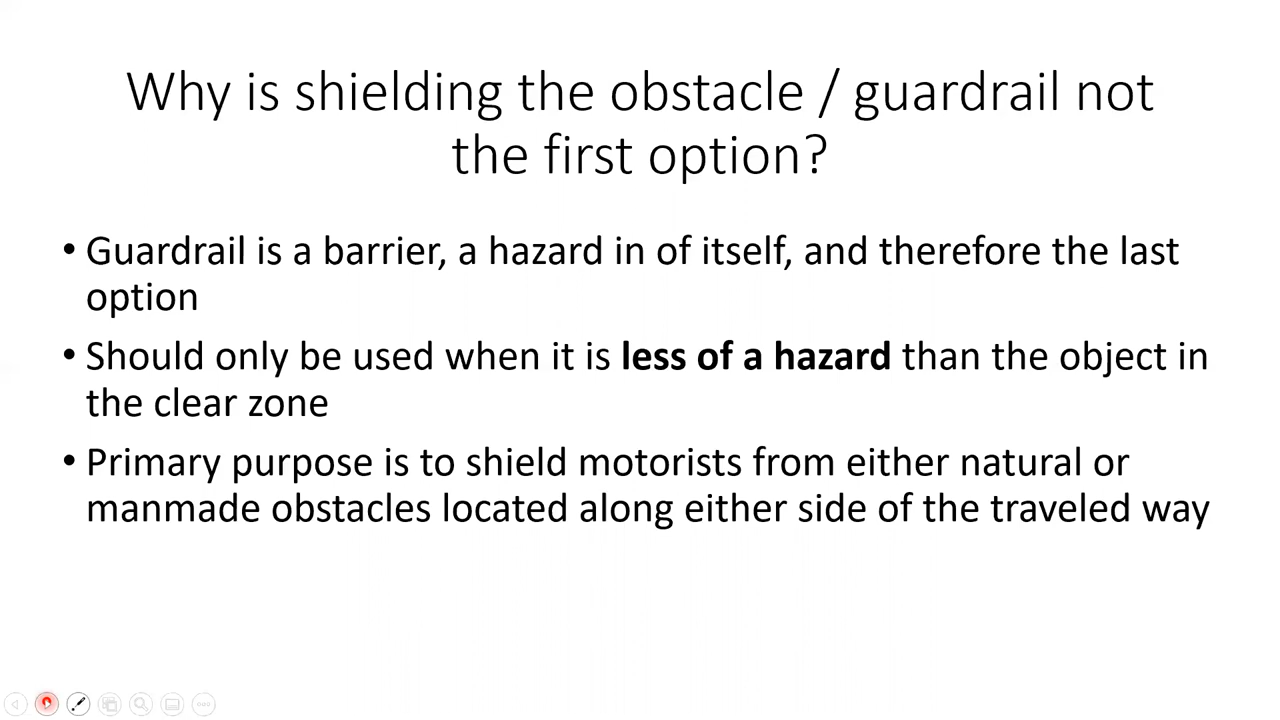 Why is shielding the obstacle / guardrail not
the first option?
• Guardrail is a barrier, a hazard in of itself, and therefore the last
option
• Should only be used when it is less of a hazard than the object in
the clear zone
• Primary purpose is to shield motorists from either natural or
manmade obstacles located along either side of the traveled way